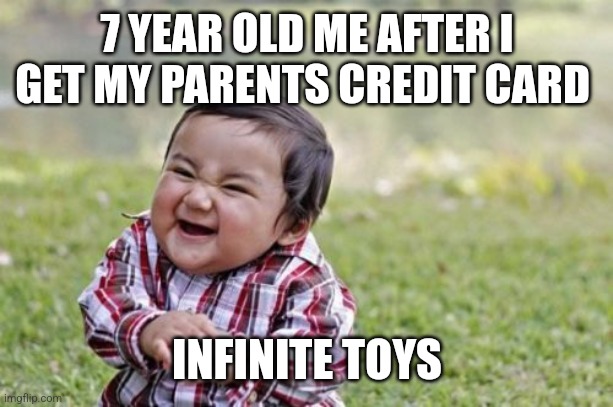 7 YEAR OLD ME AFTER I
GET MY PARENTS CREDIT CARD
INFINITE TOYS
imgflip.com